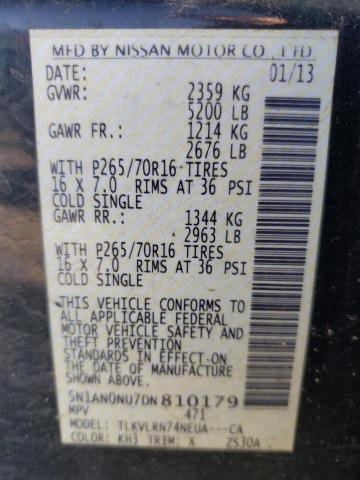 MFD BY NISSAN MOTOR CO., LTD.
DATE: 01/13
GVWR: 2359 KG
5200 LB
GAWR FR.: 1214 KG
2676 LB
WITH P265/70R16 TIRES
16 X 7.0 RIMS AT 36 PSI
COLD SINGLE
GAWR RR.: 1344 KG
2963 LB
WITH P265/70R16 TIRES
16 X 7.0 RIMS AT 36 PSI
COLD SINGLE
THIS VEHICLE CONFORMS TO
ALL APPLICABLE FEDERAL
MOTOR VEHICLE SAFETY AND
THEFT PREVENTION
STANDARDS IN EFFECT ON
THE DATE OF MANUFACTURE
SHOWN ABOVE.
5N1AN0NU7DN810179
MPV 471
MODEL: TLKVLRN74NEUA---CA
COLOR: KH3 TRIM: X ZS30A